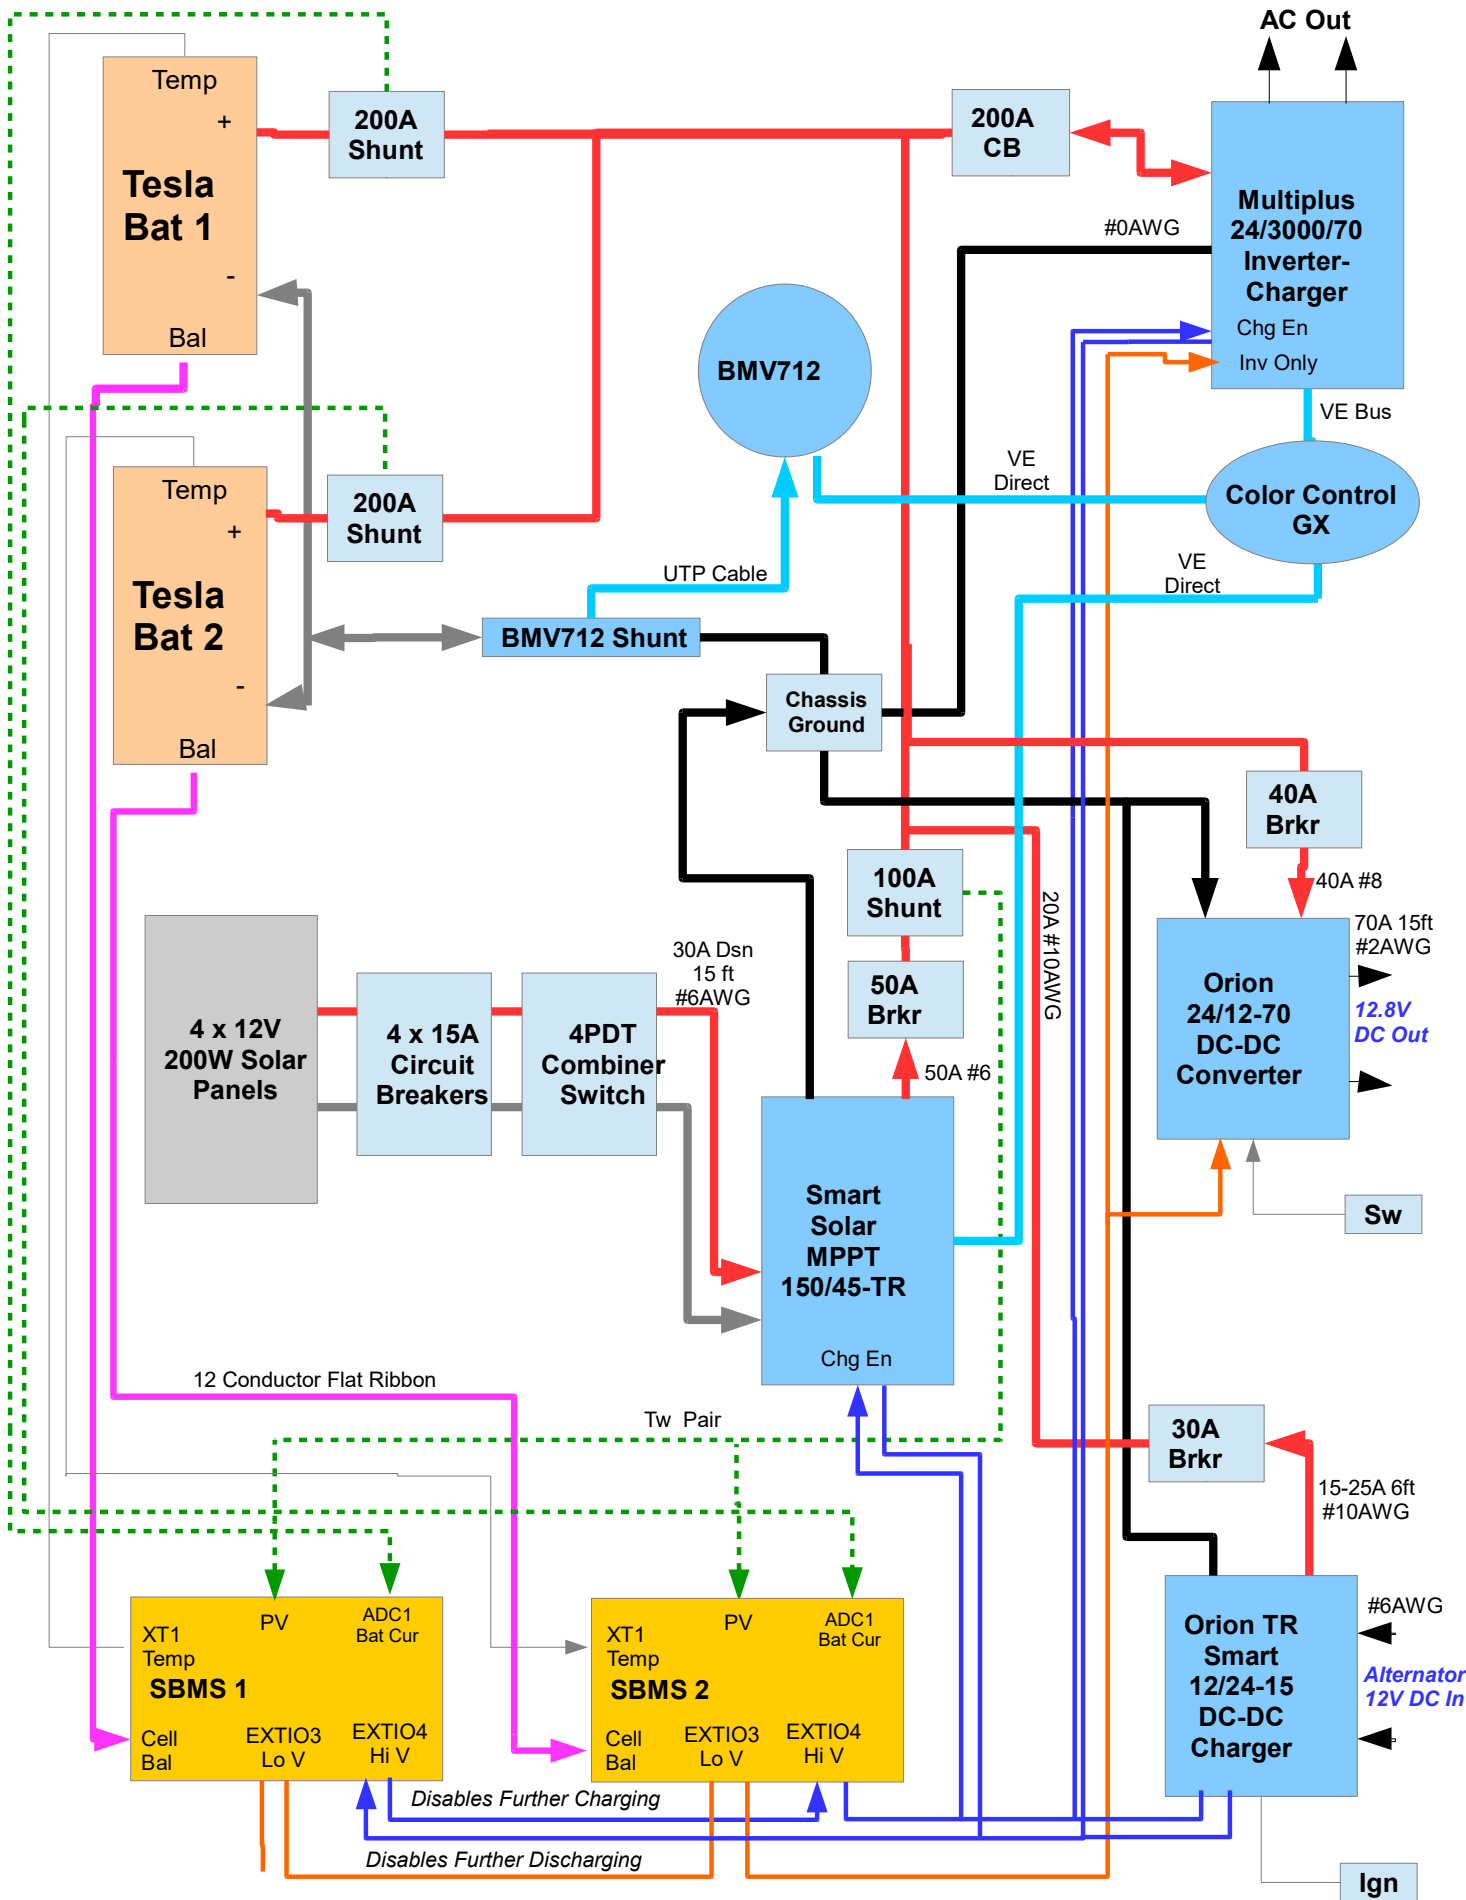 AC Out
Temp
+
Tesla
Bat 1
-
Bal
200A
Shunt
200A
CB
Multiplus
24/3000/70
Inverter-
Charger
Chg En
Inv Only
#0AWG
BMV712
VE Bus
VE
Direct
Color Control
GX
Temp
+
Tesla
Bat 2
-
Bal
200A
Shunt
UTP Cable
VE
Direct
BMV712 Shunt
Chassis
Ground
40A
Brkr
40A #8
100A
Shunt
20A #10AWG
70A 15ft
#2AWG
Orion
24/12-70
DC-DC
Converter
12.8V
DC Out
4 x 12V
200W Solar
Panels
4 x 15A
Circuit
Breakers
4PDT
Combiner
Switch
30A Dsn
15 ft
#6AWG
50A
Brkr
50A #6
Smart
Solar
MPPT
150/45-TR
Chg En
Sw
12 Conductor Flat Ribbon
Tw Pair
30A
Brkr
15-25A 6ft
#10AWG
XT1
Temp
PV
ADC1
Bat Cur
SBMS 1
Cell
Bal
EXTIO3
Lo V
EXTIO4
Hi V
XT1
Temp
PV
ADC1
Bat Cur
SBMS 2
Cell
Bal
EXTIO3
Lo V
EXTIO4
Hi V
Orion TR
Smart
12/24-15
DC-DC
Charger
#6AWG
Alternator
12V DC In
Disables Further Charging
Disables Further Discharging
Ign